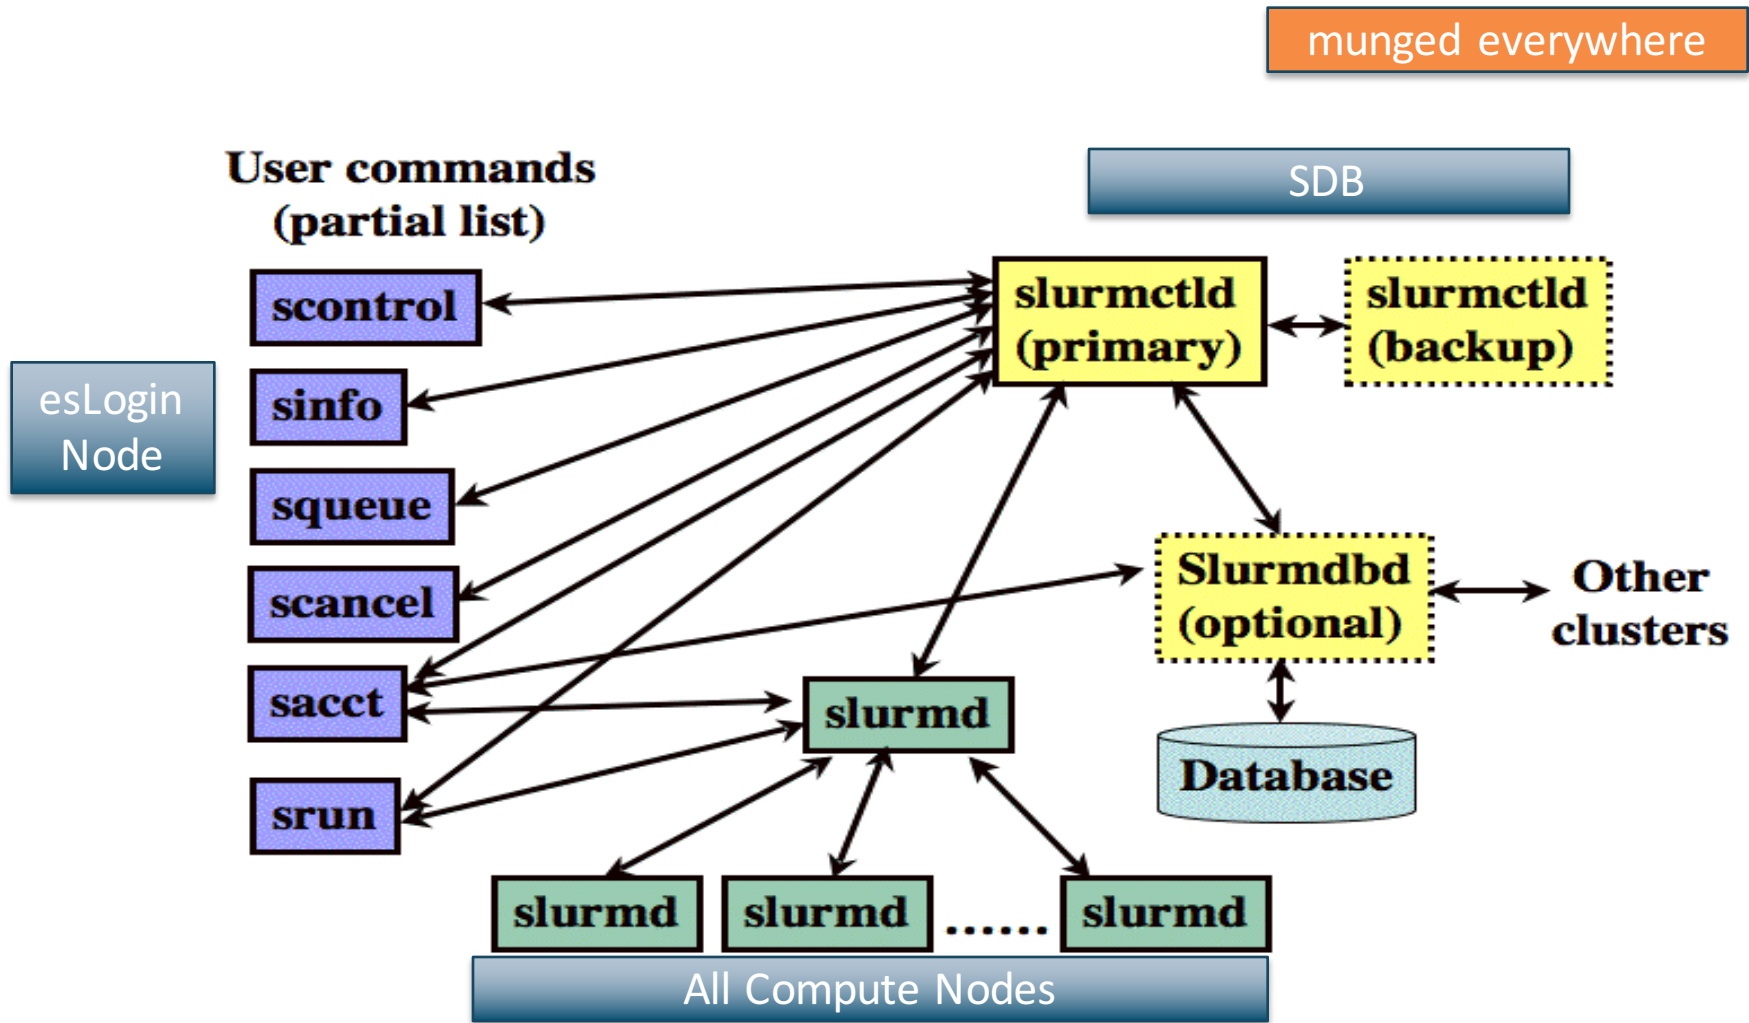 munged everywhere
User commands
(partial list)
SDB
scontrol
slurmctld
(primary)
slurmctld
(backup)
esLogin
Node
sinfo
squeue
scancel
Slurmdbd
(optional)
Other
clusters
sacct
slurmd
Database
srun
slurmd
slurmd
......
slurmd
All Compute Nodes